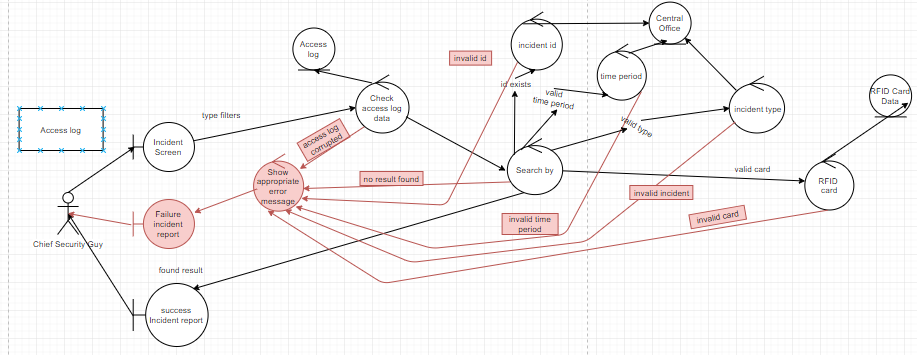 Central
Office
incident id
Access
log
invalid id
time period
id exists
RFID Card
Data
Check
access log
data
valid
time period
incident type
type filters
valid type
Access log
access log
corrupted
Incident
Screen
Search by
valid card
Show
appropriate
error
message
no result found
RFID
card
invalid incident
Failure
incident
report
invalid time
period
invalid card
Chief Security Guy
found result
success
Incident report